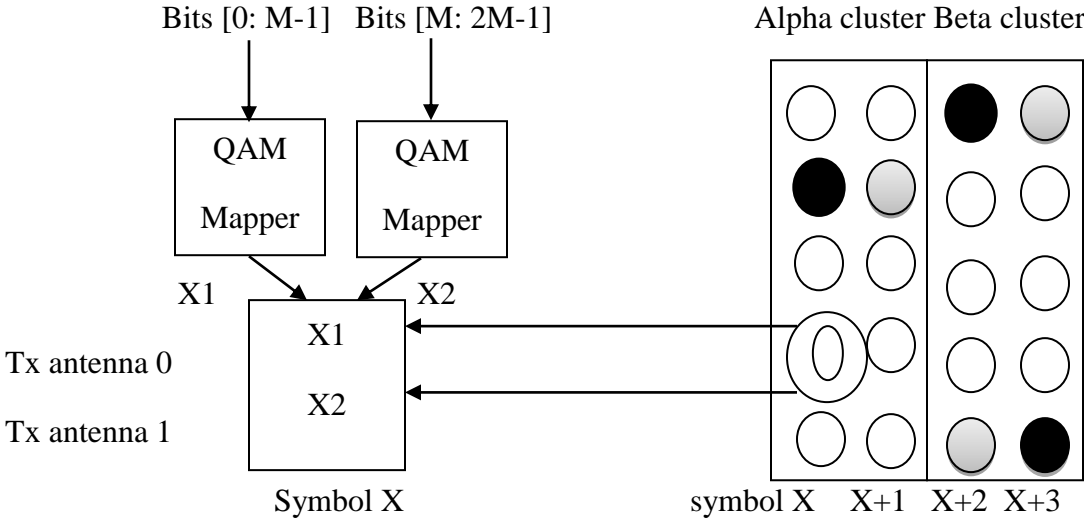 Bits [0: M-1] Bits [M: 2M-1] Alpha cluster Beta cluster
QAM
Mapper
QAM
Mapper
X1
X2
X1
X2
Tx antenna 0
Tx antenna 1
Symbol X
symbol X X+1 X+2 X+3